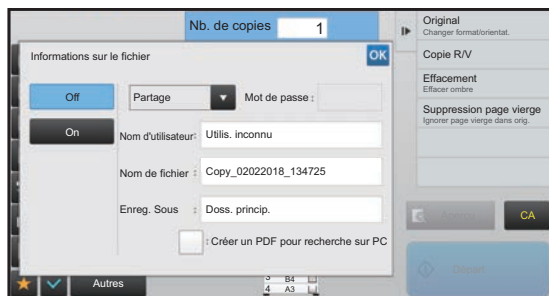 Nb. de copies 1
Informations sur le fichier OK
Off
On
Partage
Mot de passe :
Nom d'utilisateur:
Utilis. inconnu
Nom de fichier :
Copy_02022018_134725
Enreg. Sous :
Doss. princip.
: Créer un PDF pour recherche sur PC
Autres
B4
4 A3
Original
Changer format/orientat.
Copie R/V
Effacement
Effacer ombre
Suppression page vierge
Ignorer page vierge dans orig.
CA
Départ